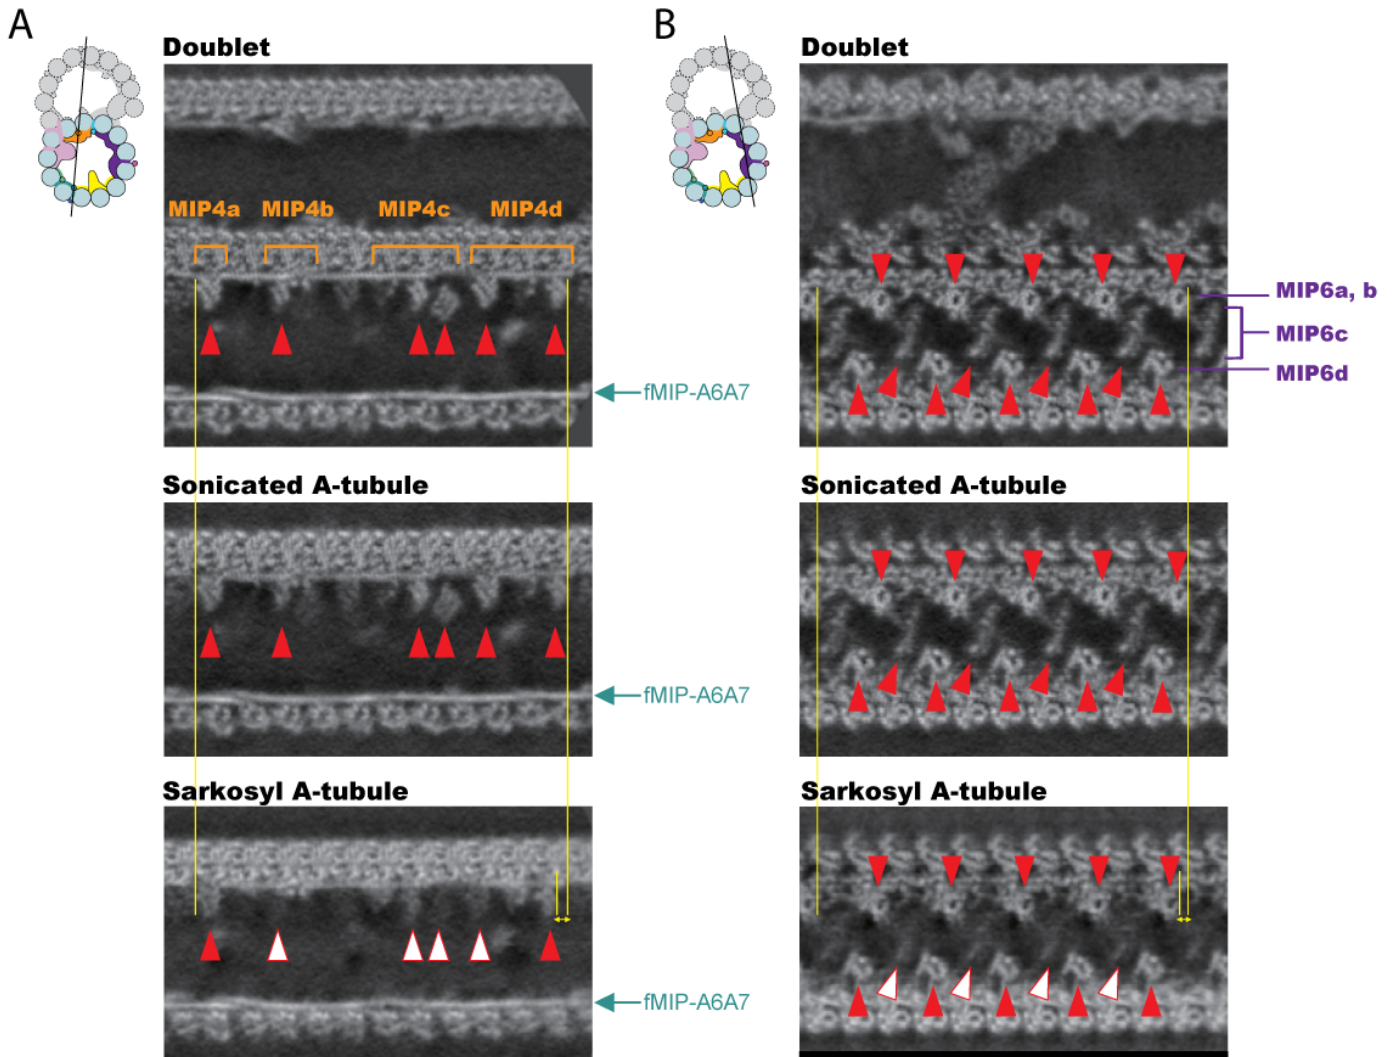 A
B
Doublet
Doublet
MIP4a
MIP4b
MIP4c
MIP4d
MIP6a, b
MIP6c
MIP6d
fMIP-A6A7
Sonicated A-tubule
Sonicated A-tubule
fMIP-A6A7
Sarkosyl A-tubule
Sarkosyl A-tubule
fMIP-A6A7